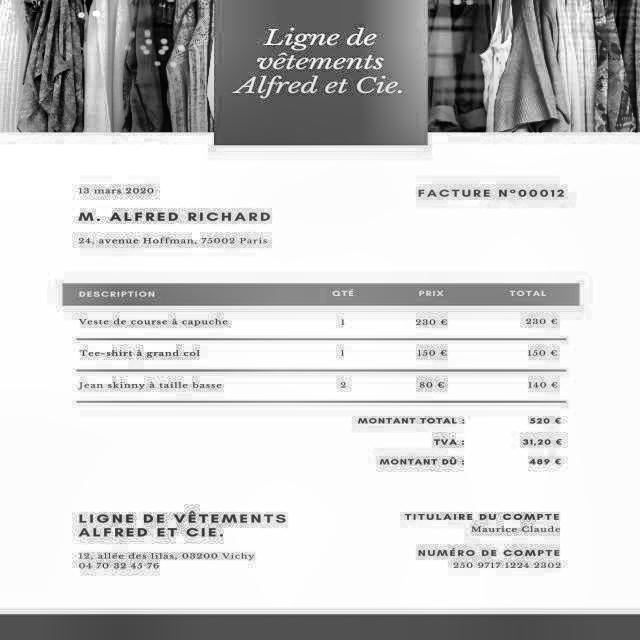 Ligne de
vêtements
Alfred et Cie.
13 mars 2020
FACTURE N°00012
M. ALFRED RICHARD
24, avenue Hoffman, 75002 Paris
DESCRIPTION QTÉ PRIX TOTAL
Veste de course à capuche 1 230 € 230 €
Tee-shirt à grand col 1 150 € 150 €
Jean skinny à taille basse 2 80 € 140 €
MONTANT TOTAL : 520 €
TVA : 31,20 €
MONTANT DÛ : 489 €
LIGNE DE VÊTEMENTS
ALFRED ET CIE.
12, allée des lilas, 03200 Vichy
04 70 32 45 76
TITULAIRE DU COMPTE
Maurice Claude
NUMÉRO DE COMPTE
250 9717 1224 2302